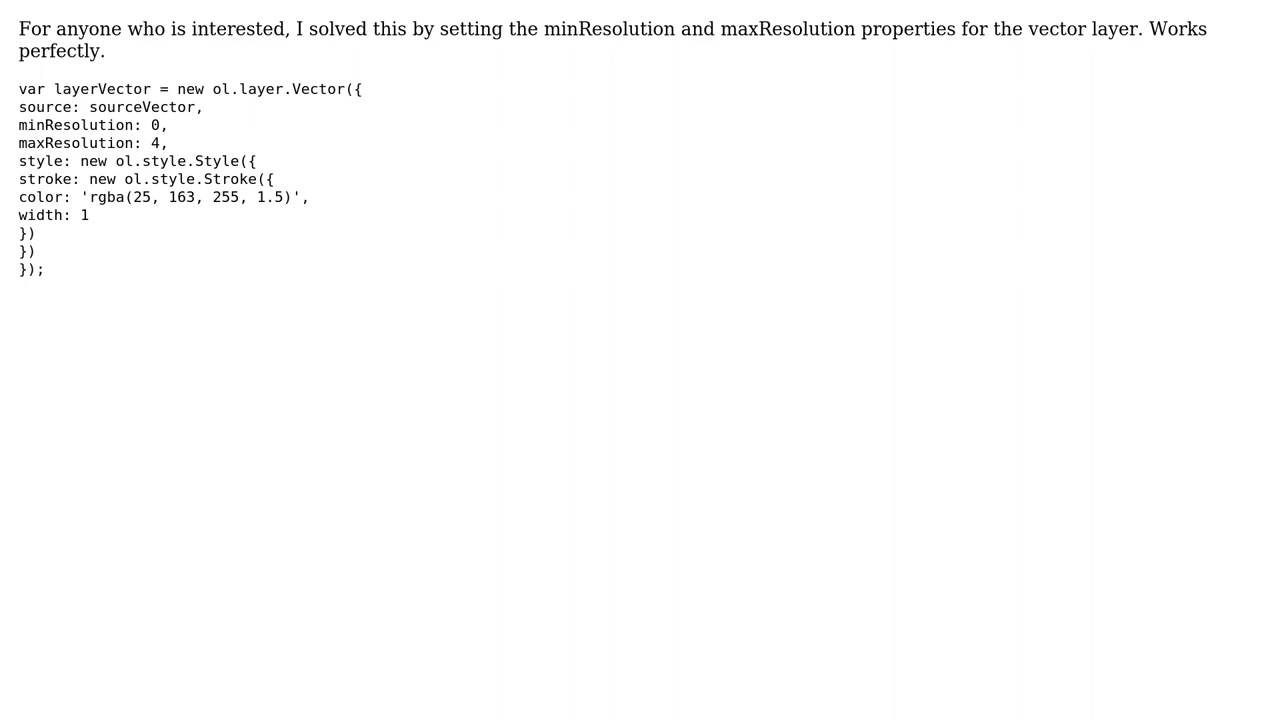 For anyone who is interested, I solved this by setting the minResolution and maxResolution properties for the vector layer. Works
perfectly.
var layerVector = new ol.layer.Vector({
source: sourceVector,
minResolution: 0,
maxResolution: 4,
style: new ol.style.Style({
stroke: new ol.style.Stroke({
color: 'rgba(25, 163, 255, 1.5)',
width: 1
})
})
});